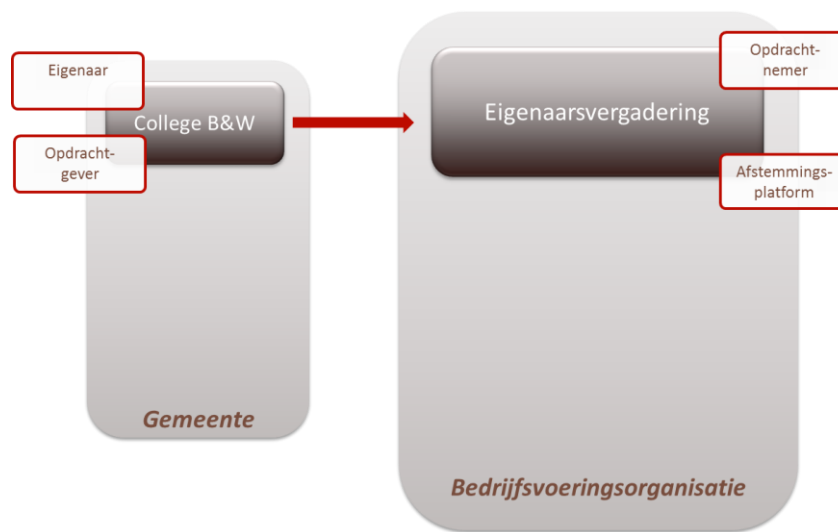 Eigenaar
College B&W
Opdracht-
gever
Gemeente
Opdracht-
nemer
Eigenaarsvergadering
Afstemmings-
platform
Bedrijfsvoeringsorganisatie